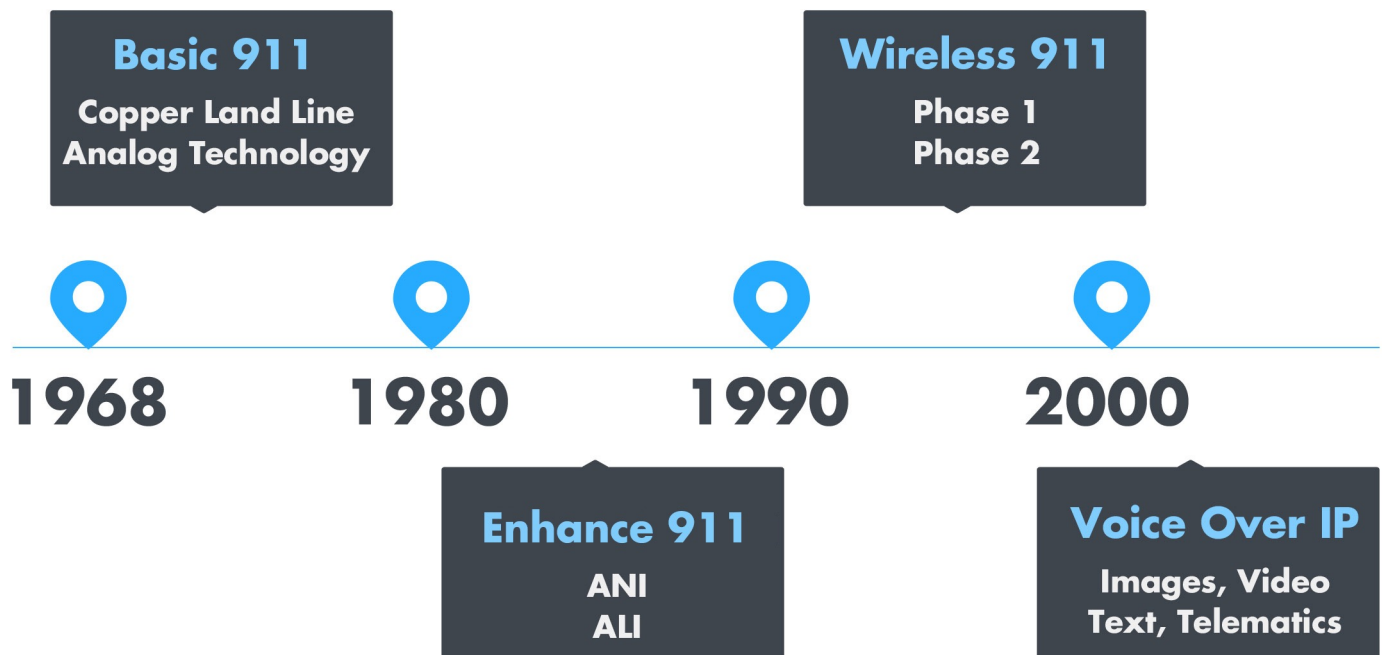 Basic 911
Copper Land Line
Analog Technology
Wireless 911
Phase 1
Phase 2
1968
1980
1990
2000
Enhance 911
ANI
ALI
Voice Over IP
Images, Video
Text, Telematics